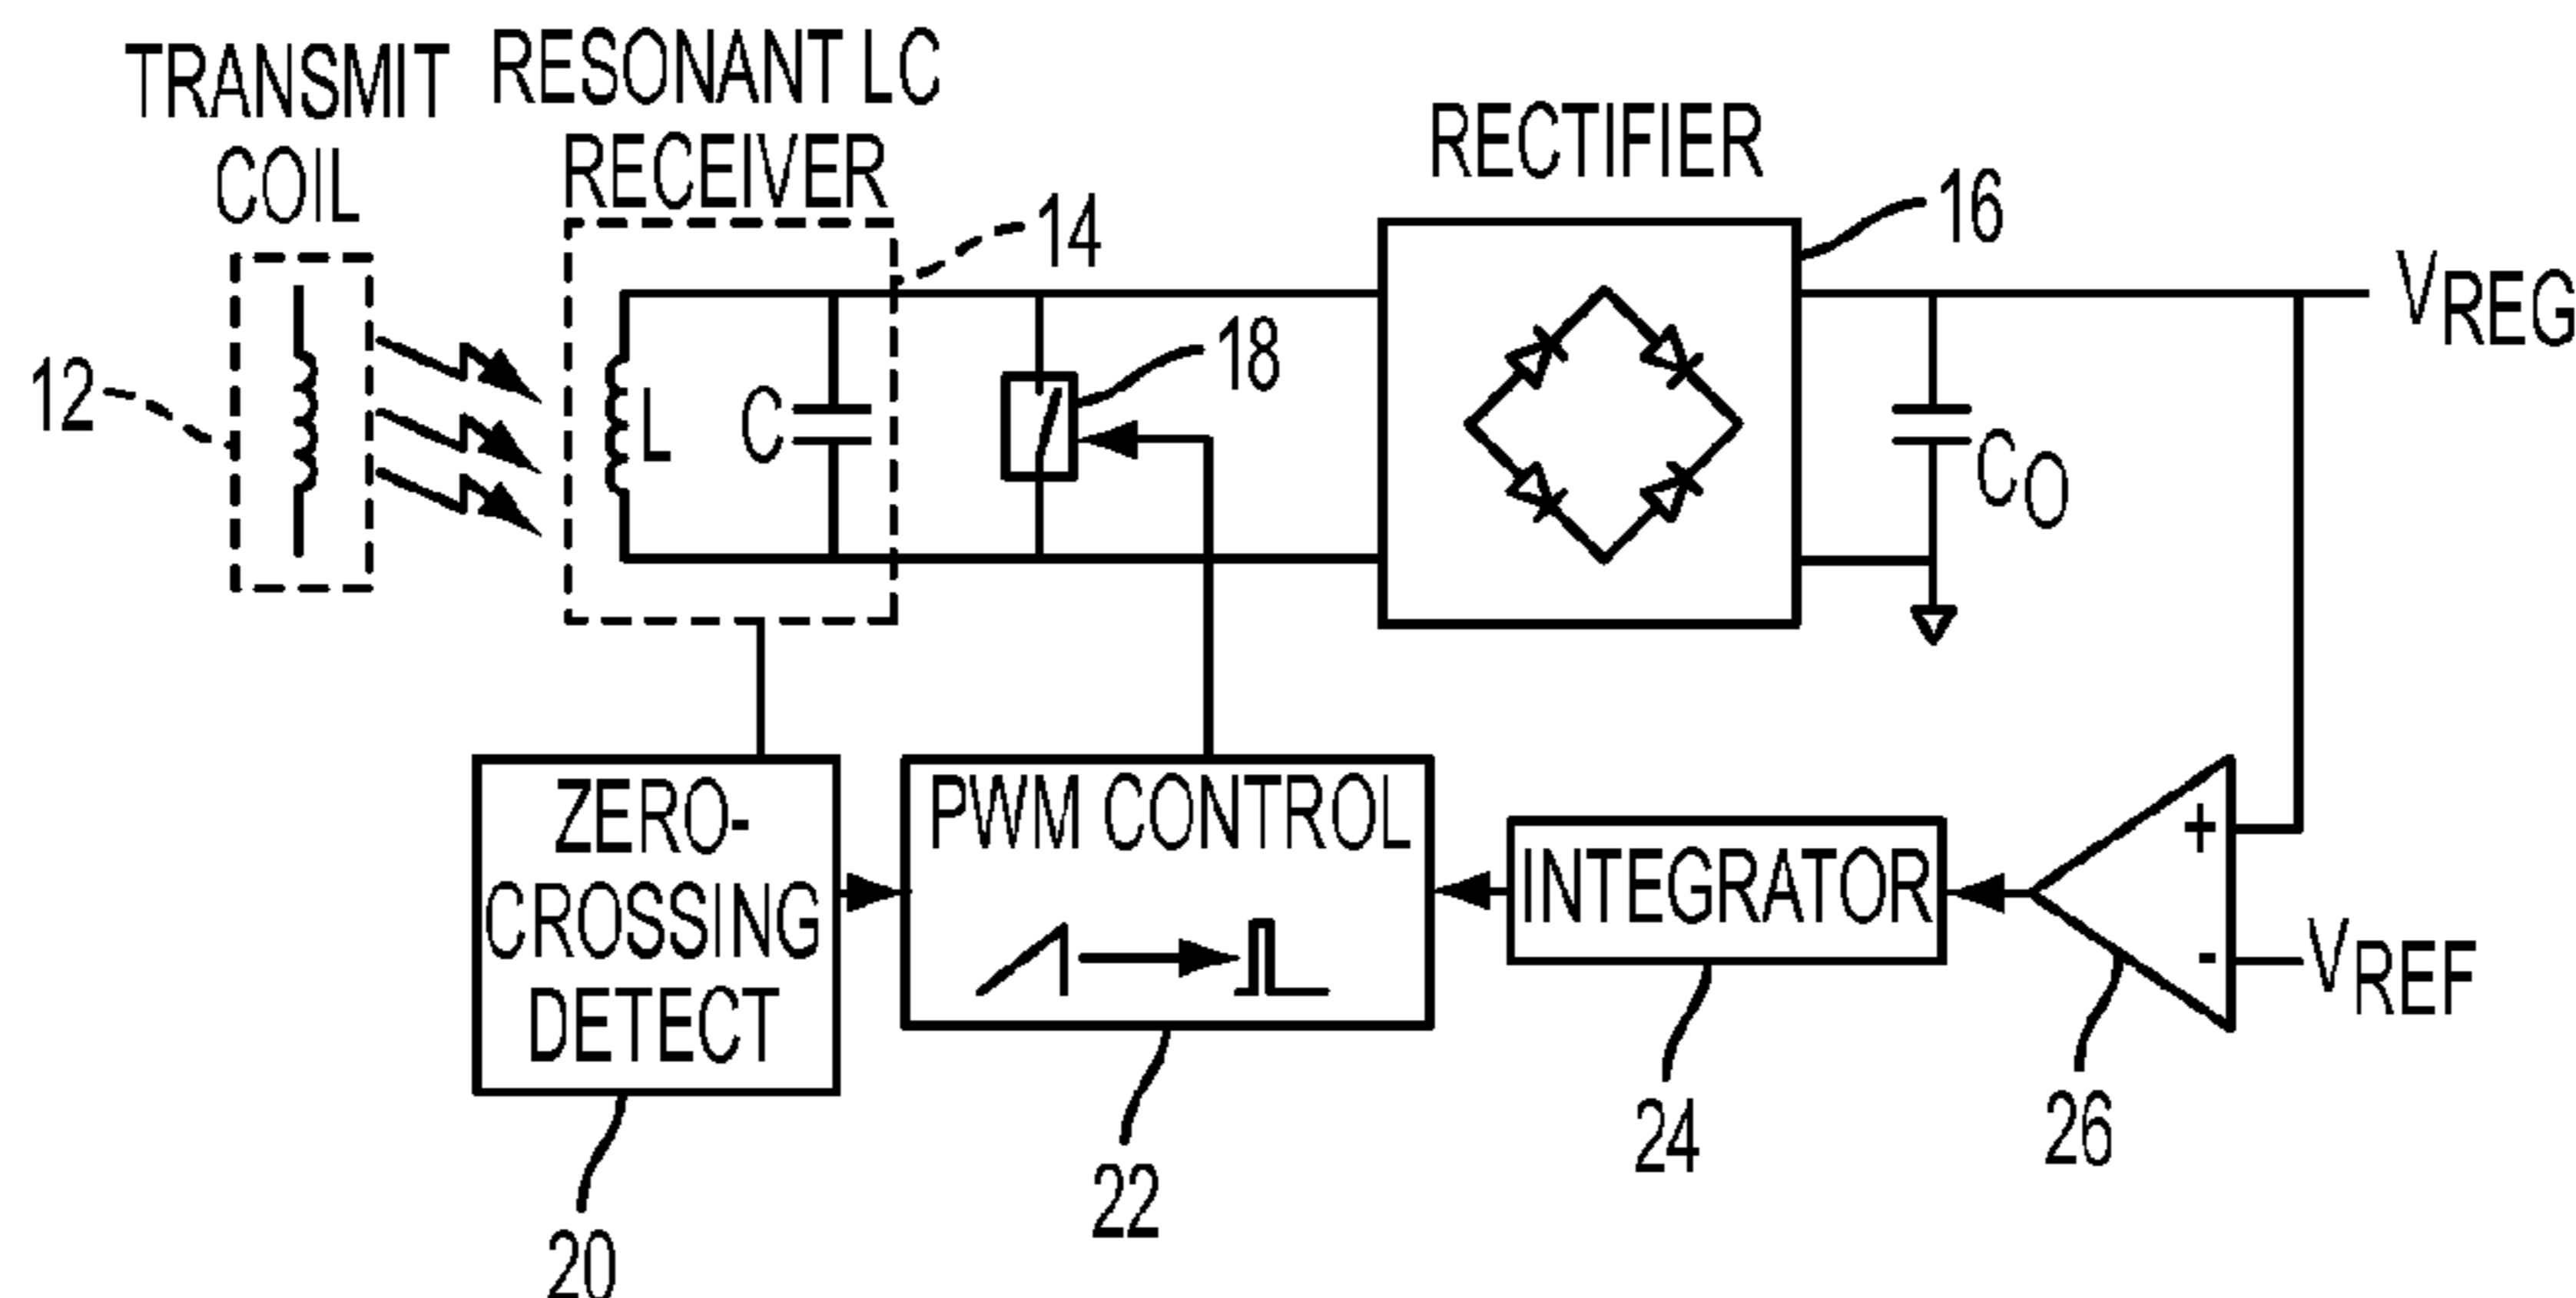 TRANSMIT
COIL
RESONANT LC
RECEIVER
RECTIFIER
12
14
16
18
L
C
CO
VREG
ZERO-
CROSSING
DETECT
PWM CONTROL
INTEGRATOR
+
-
VREF
20
22
24
26